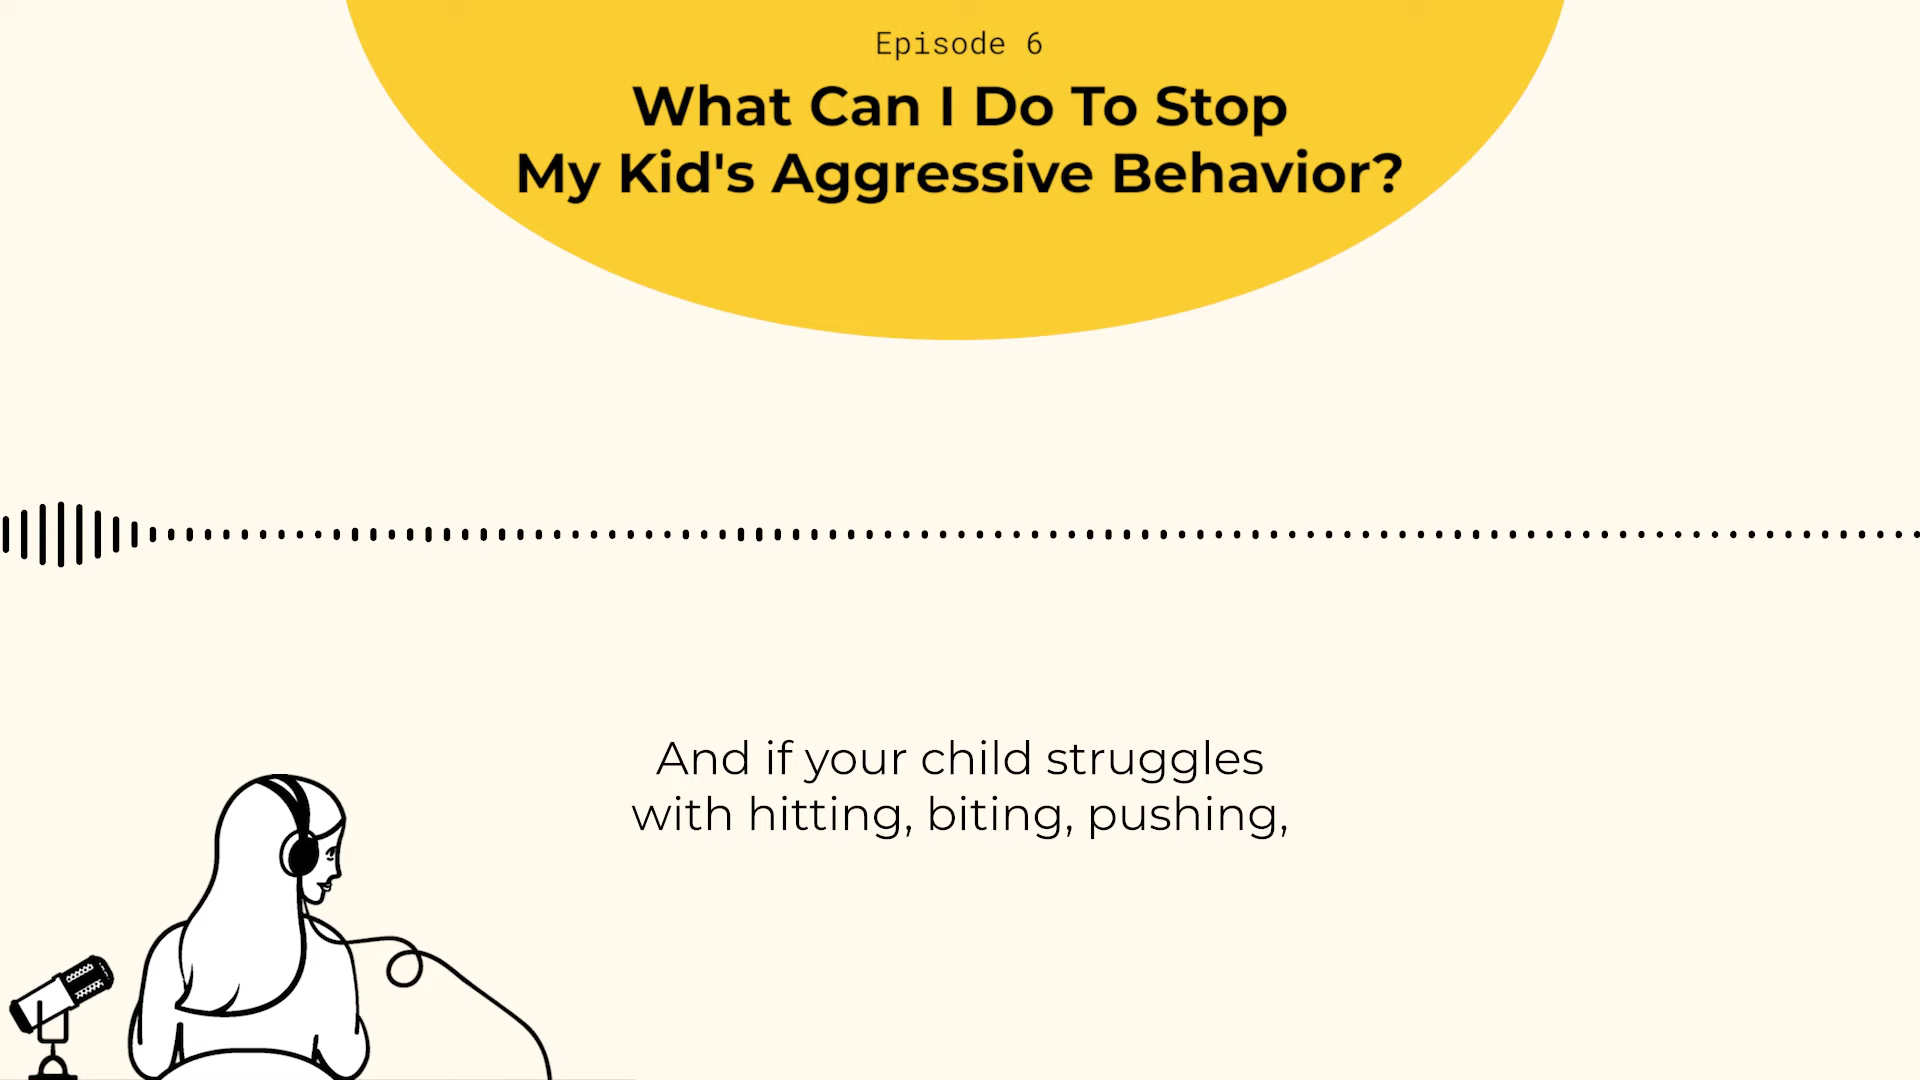 Episode 6
What Can I Do To Stop
My Kid's Aggressive Behavior?
And if your child struggles
with hitting, biting, pushing,